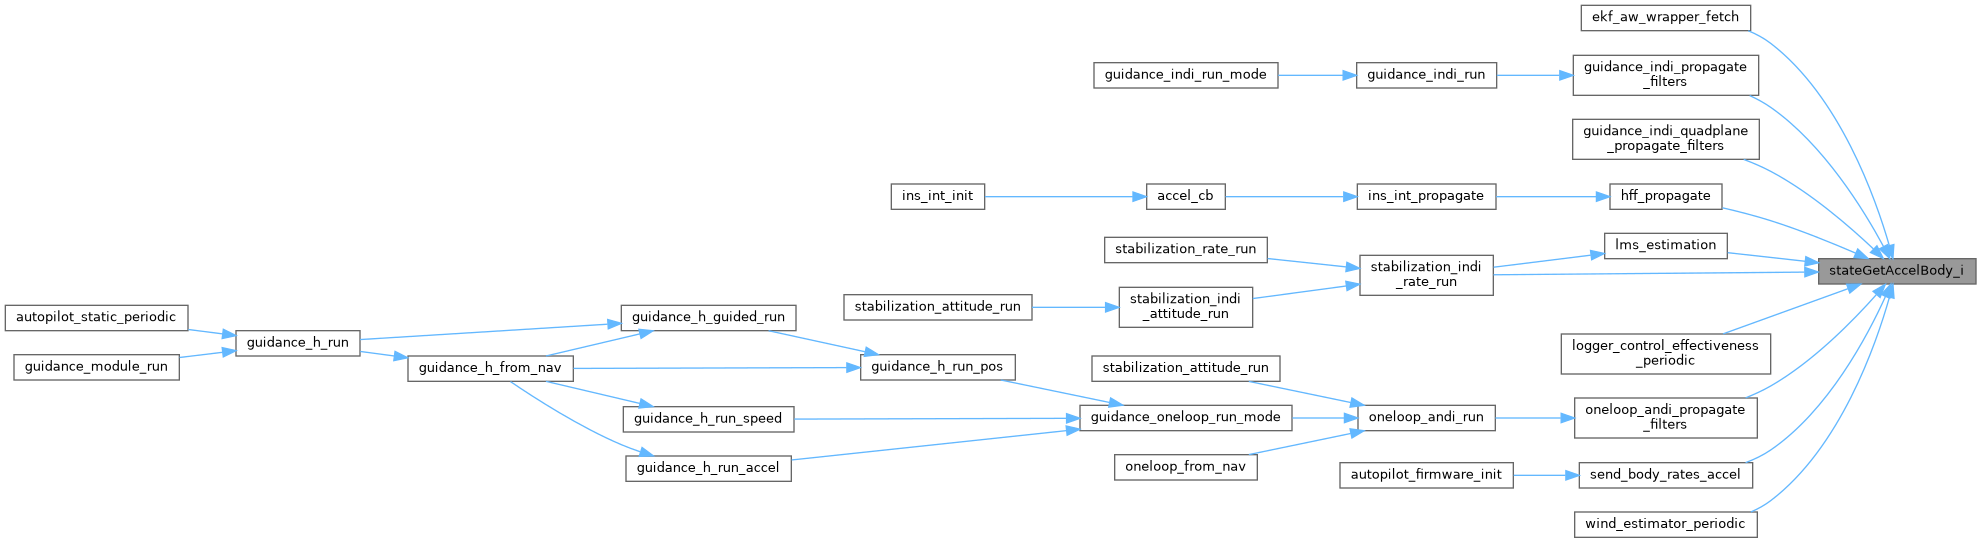 ekf_aw_wrapper_fetch
guidance_indi_run_mode
guidance_indi_run
guidance_indi_propagate
_filters
guidance_indi_quadplane
_propagate_filters
ins_int_init
accel_cb
ins_int_propagate
hff_propagate
stabilization_rate_run
stabilization_indi
_rate_run
lms_estimation
stateGetAccelBody_i
stabilization_attitude_run
stabilization_indi
_attitude_run
autopilot_static_periodic
guidance_module_run
guidance_h_run
guidance_h_guided_run
guidance_h_from_nav
guidance_h_run_pos
logger_control_effectiveness
_periodic
stabilization_attitude_run
guidance_h_run_speed
guidance_oneloop_run_mode
oneloop_andi_run
oneloop_andi_propagate
_filters
guidance_h_run_accel
oneloop_from_nav
autopilot_firmware_init
send_body_rates_accel
wind_estimator_periodic